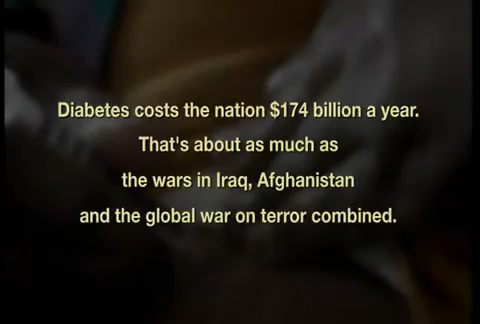 Diabetes costs the nation $174 billion a year.
That's about as much as
the wars in Iraq, Afghanistan
and the global war on terror combined.